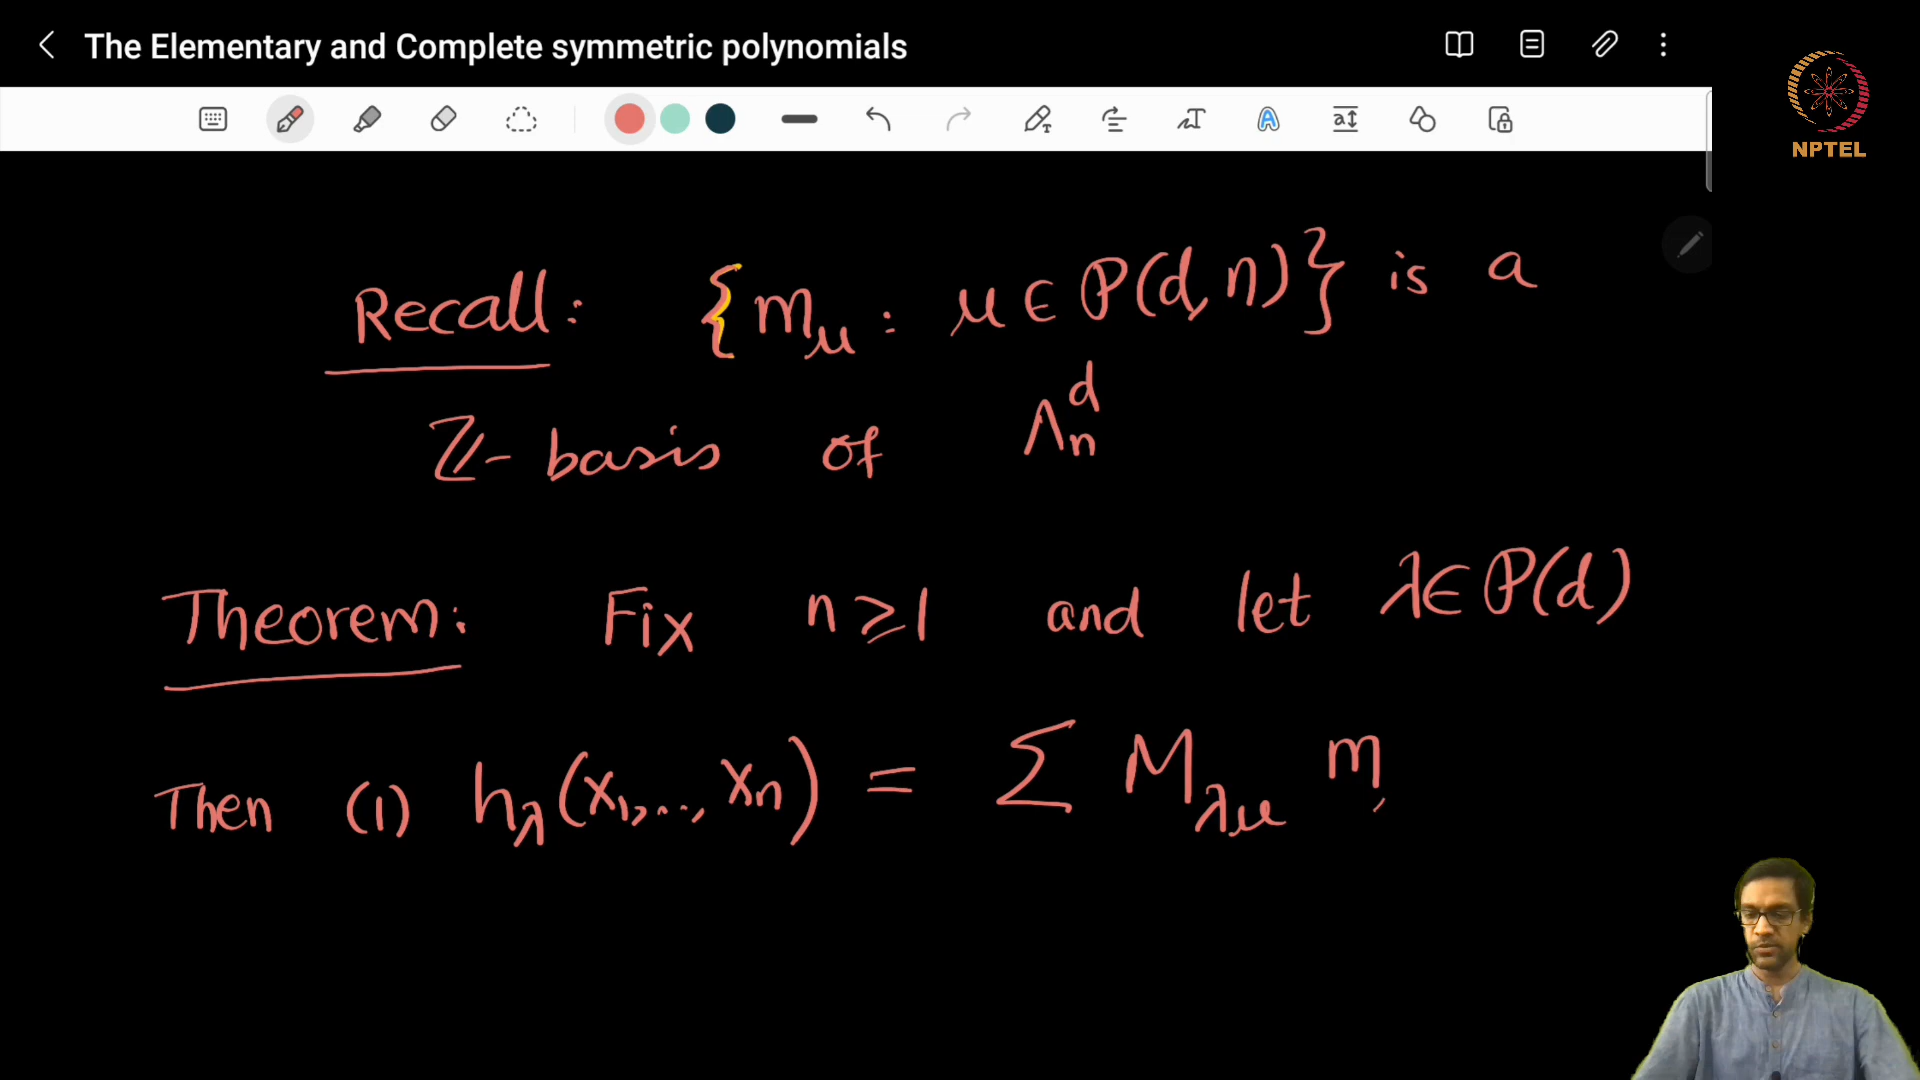 The Elementary and Complete symmetric polynomials
NPTEL
Recall: {m_μ : μ ∈ P(d, n)} is a
ℤ- basis of Λ_n^d
Theorem: Fix n ⩾ 1 and let λ ∈ P(d)
Then (1) h_λ(x_1, ..., x_n) = Σ M_λμ m